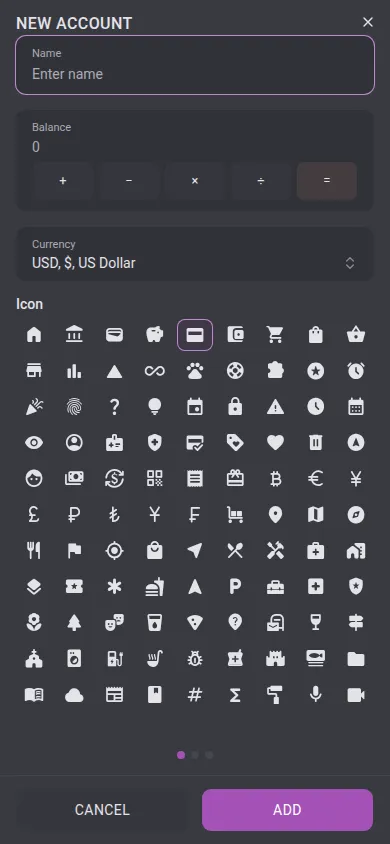 NEW ACCOUNT
Name
Enter name
Balance
0
+ − × ÷ =
Currency
USD, $, US Dollar
Icon
CANCEL ADD